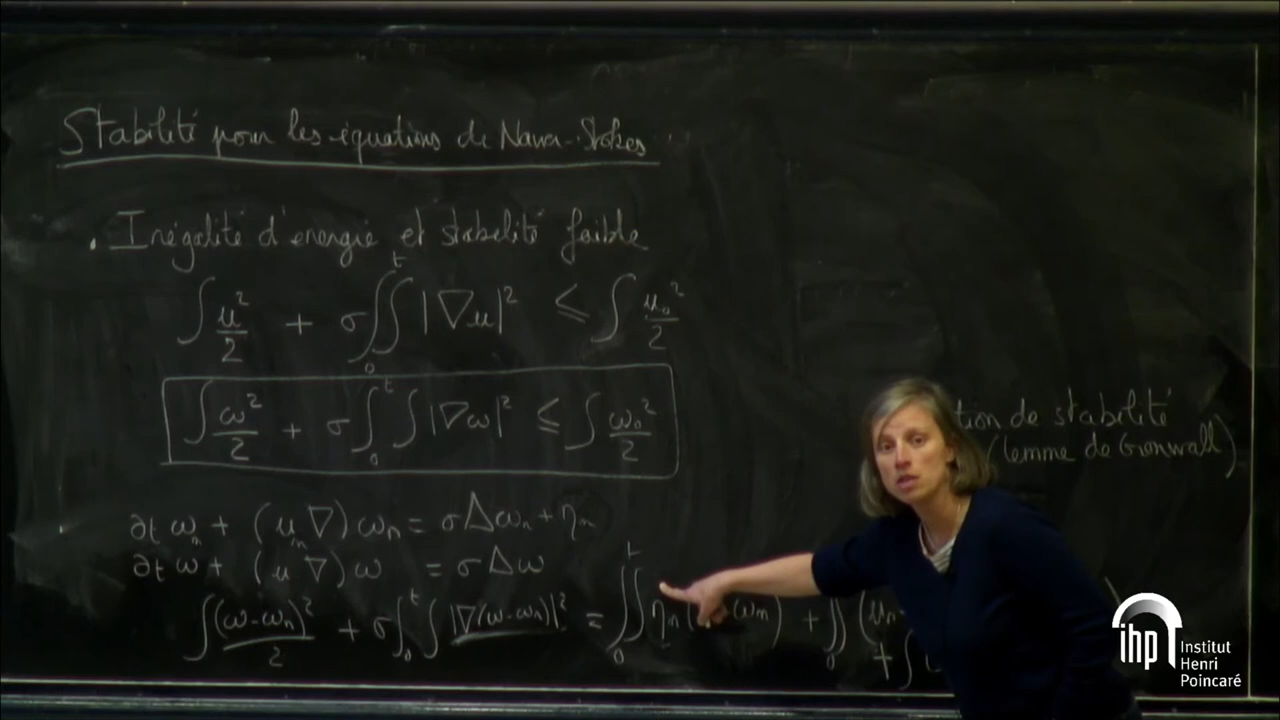 Stabilité pour les équations de Navier-Stokes
. Inégalité d'énergie et stabilité faible
∫ u²/2 + σ ∫₀ᵗ∫ |∇u|² ≤ ∫ u₀²/2
∫ ω²/2 + σ ∫₀ᵗ ∫ |∇ω|² ≤ ∫ ω₀²/2
tion de stabilité
(lemme de Gronwall)
∂t ωn + (un ∇) ωn = σ Δωn + ηn
∂t ω + (u ∇) ω = σ Δω
∫ (ω-ωn)²/2 + σ ∫₀ᵗ ∫ |∇(ω-ωn)|² = ∫₀ᵗ∫ ηn( ωn) + ∫₀∫ (un-
+ ∫
ihp Institut
Henri
Poincaré